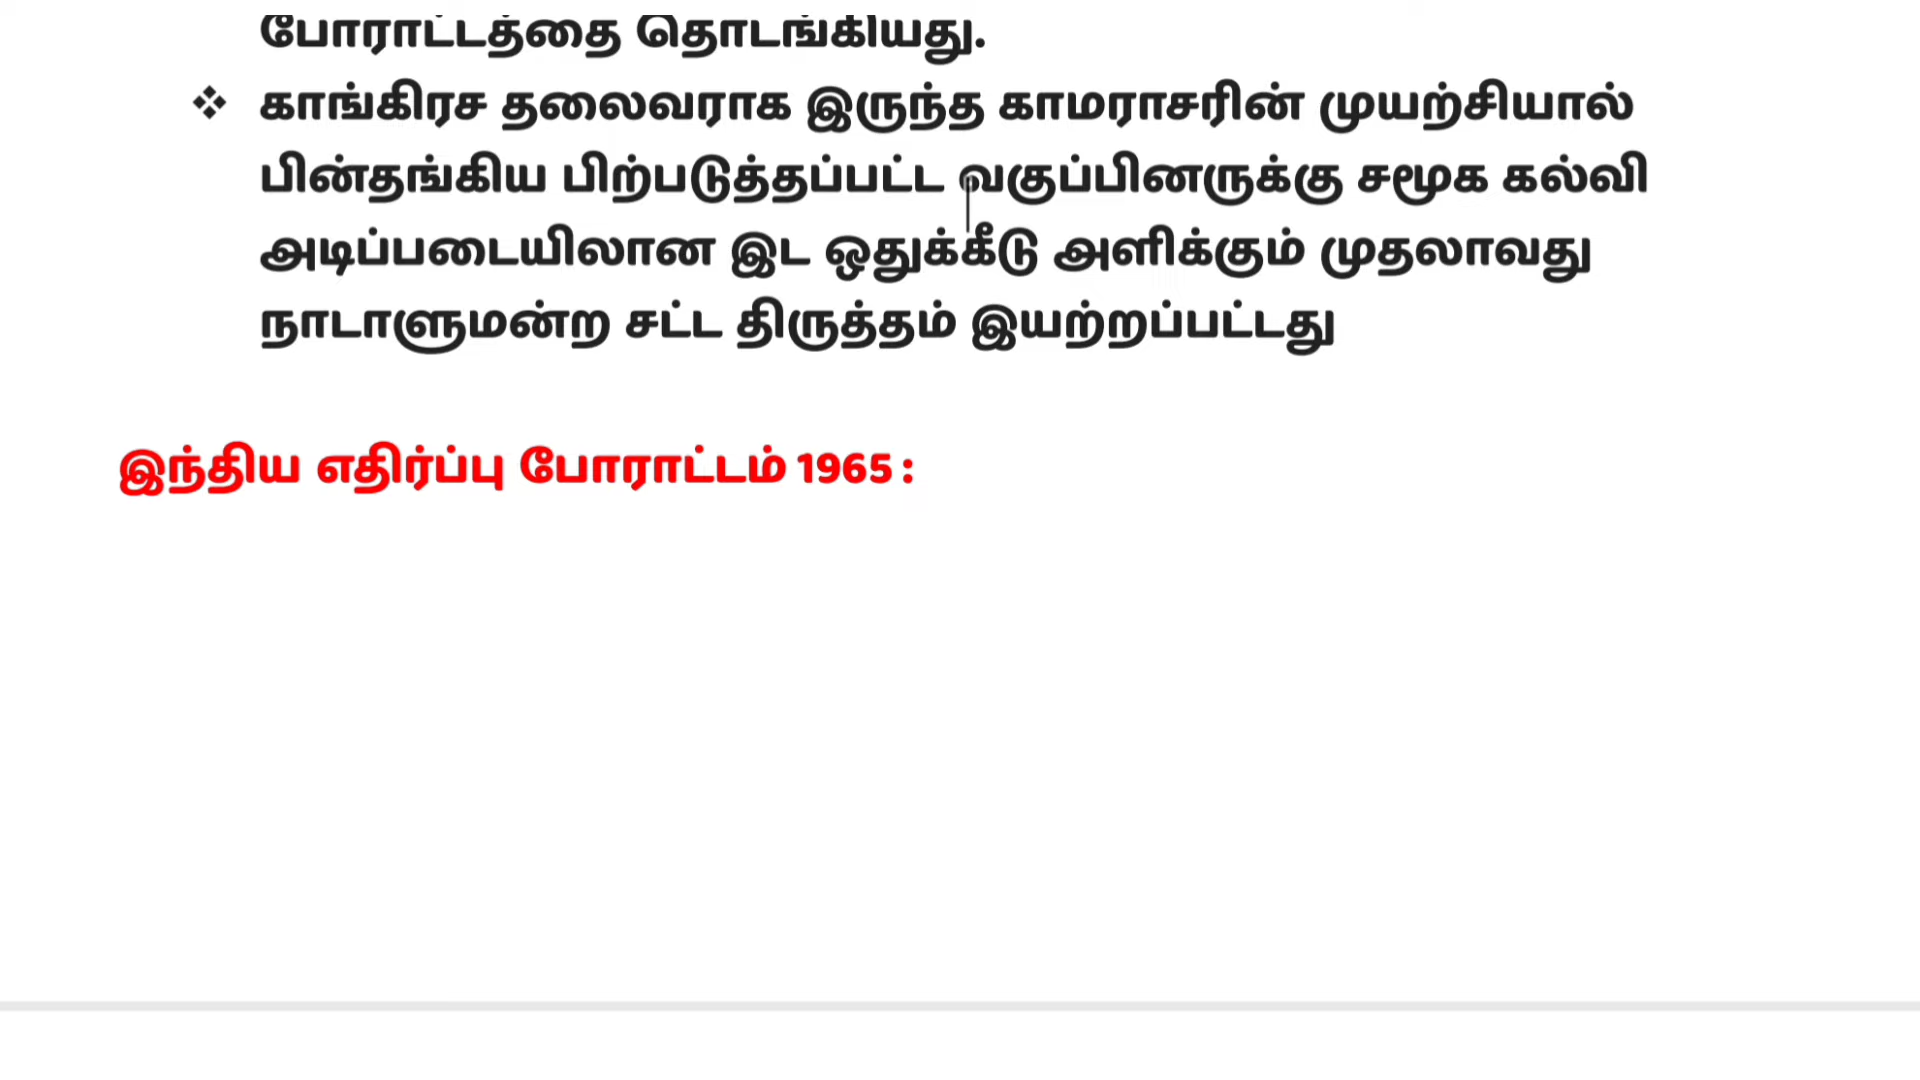 போராட்டத்தை தொடங்கியது.
❖ காங்கிரச தலைவராக இருந்த காமராசரின் முயற்சியால்
பின்தங்கிய பிற்படுத்தப்பட்ட வகுப்பினருக்கு சமூக கல்வி
அடிப்படையிலான இட ஒதுக்கீடு அளிக்கும் முதலாவது
நாடாளுமன்ற சட்ட திருத்தம் இயற்றப்பட்டது
இந்திய எதிர்ப்பு போராட்டம் 1965 :